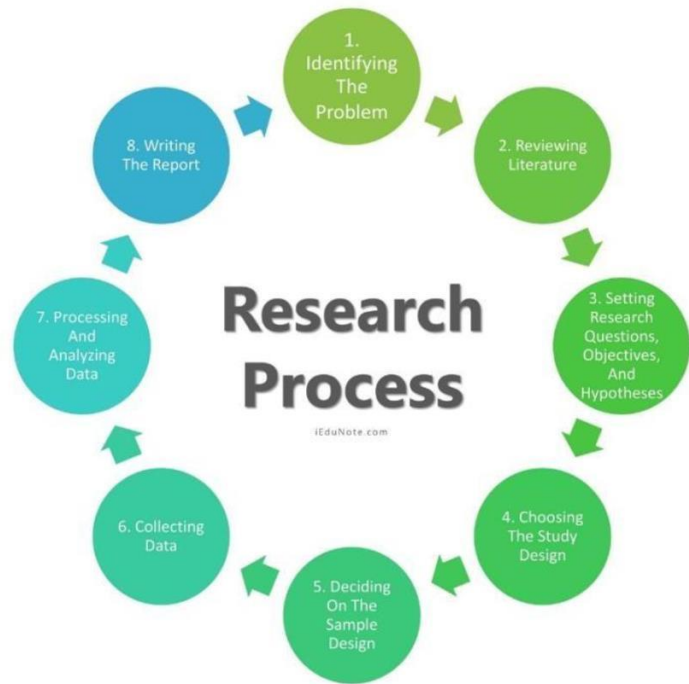 1.
Identifying
The
Problem
2. Reviewing
Literature
3. Setting
Research
Questions,
Objectives,
And
Hypotheses
4. Choosing
The Study
Design
5. Deciding
On The
Sample
Design
6. Collecting
Data
7. Processing
And
Analyzing
Data
8. Writing
The Report
Research
Process
iEduNote.com